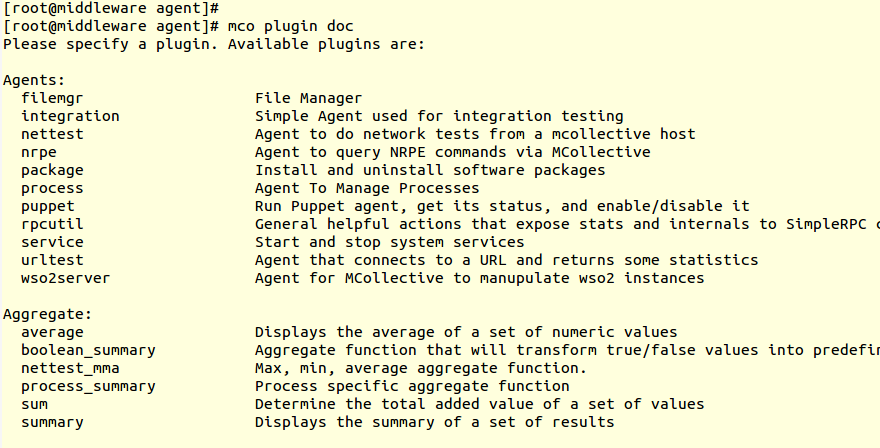 [root@middleware agent]#
[root@middleware agent]# mco plugin doc
Please specify a plugin. Available plugins are:
Agents:
filemgr File Manager
integration Simple Agent used for integration testing
nettest Agent to do network tests from a mcollective host
nrpe Agent to query NRPE commands via MCollective
package Install and uninstall software packages
process Agent To Manage Processes
puppet Run Puppet agent, get its status, and enable/disable it
rpcutil General helpful actions that expose stats and internals to SimpleRPC
service Start and stop system services
urltest Agent that connects to a URL and returns some statistics
wso2server Agent for MCollective to manupulate wso2 instances
Aggregate:
average Displays the average of a set of numeric values
boolean_summary Aggregate function that will transform true/false values into
nettest_mma Max, min, average aggregate function.
process_summary Process specific aggregate function
sum Determine the total added value of a set of values
summary Displays the summary of a set of results